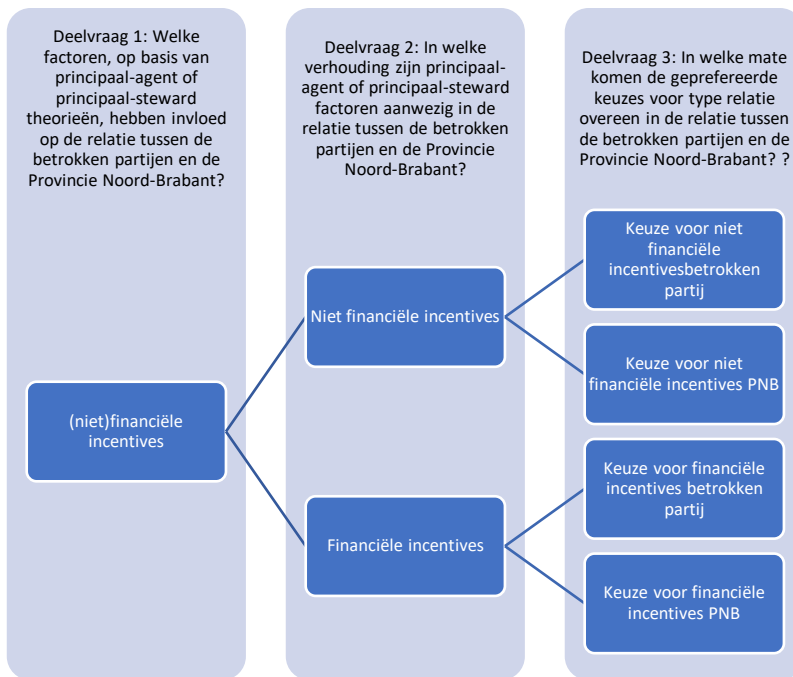 Deelvraag 1: Welke
factoren, op basis van
principaal-agent of
principaal-steward
theorieën, hebben invloed
op de relatie tussen de
betrokken partijen en de
Provincie Noord-Brabant?
(niet)financiële
incentives
Deelvraag 2: In welke
verhouding zijn principaal-
agent of principaal-steward
factoren aanwezig in de
relatie tussen de betrokken
partijen en de Provincie
Noord-Brabant?
Niet financiële incentives
Financiële incentives
Deelvraag 3: In welke mate
komen de geprefereerde
keuzes voor type relatie
overeen in de relatie tussen
de betrokken partijen en de
Provincie Noord-Brabant? ?
Keuze voor niet
financiële
incentivesbetrokken
partij
Keuze voor niet
financiële incentives PNB
Keuze voor financiële
incentives betrokken
partij
Keuze voor financiële
incentives PNB